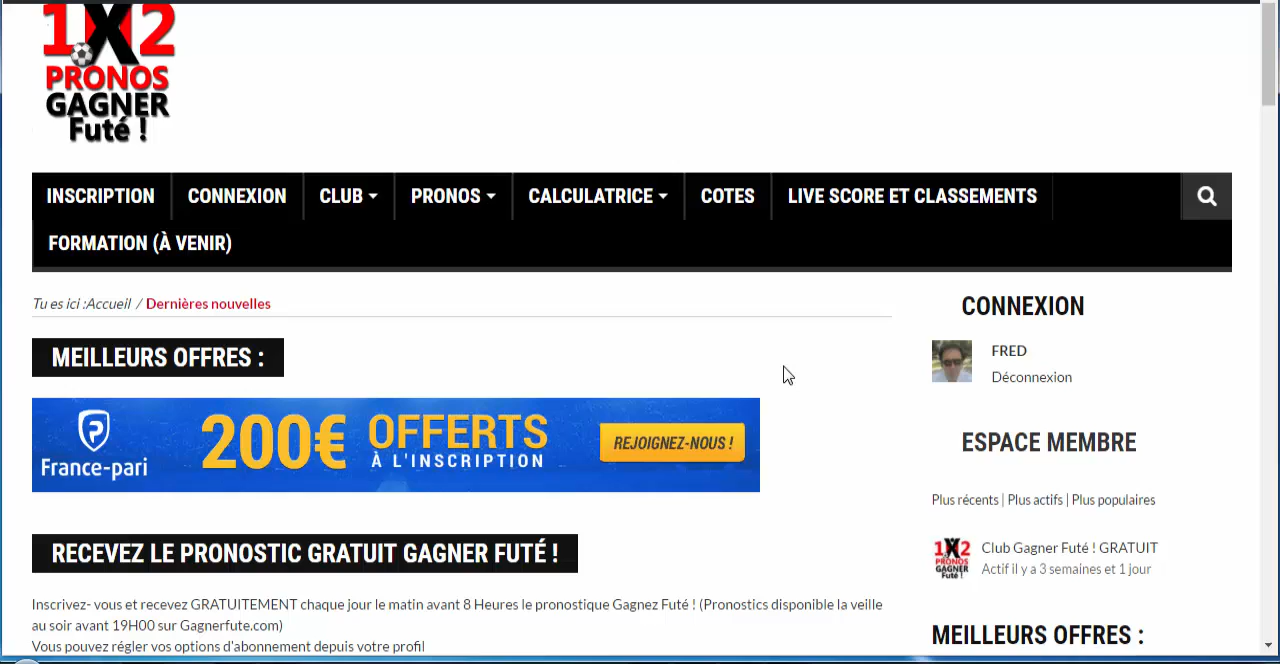 1X2
PRONOS
GAGNER
Futé !
INSCRIPTION
CONNEXION
CLUB
PRONOS
CALCULATRICE
COTES
LIVE SCORE ET CLASSEMENTS
FORMATION (À VENIR)
Tu es ici :Accueil / Dernières nouvelles
MEILLEURS OFFRES :
France-pari
200€ OFFERTS
À L'INSCRIPTION
REJOIGNEZ-NOUS !
RECEVEZ LE PRONOSTIC GRATUIT GAGNER FUTÉ !
Inscrivez- vous et recevez GRATUITEMENT chaque jour le matin avant 8 Heures le pronostique Gagnez Futé ! (Pronostics disponible la veille
au soir avant 19H00 sur Gagnerfute.com)
Vous pouvez régler vos options d'abonnement depuis votre profil
CONNEXION
FRED
Déconnexion
ESPACE MEMBRE
Plus récents | Plus actifs | Plus populaires
1X2
PRONOS
GAGNER
Futé !
Club Gagner Futé ! GRATUIT
Actif il y a 3 semaines et 1 jour
MEILLEURS OFFRES :